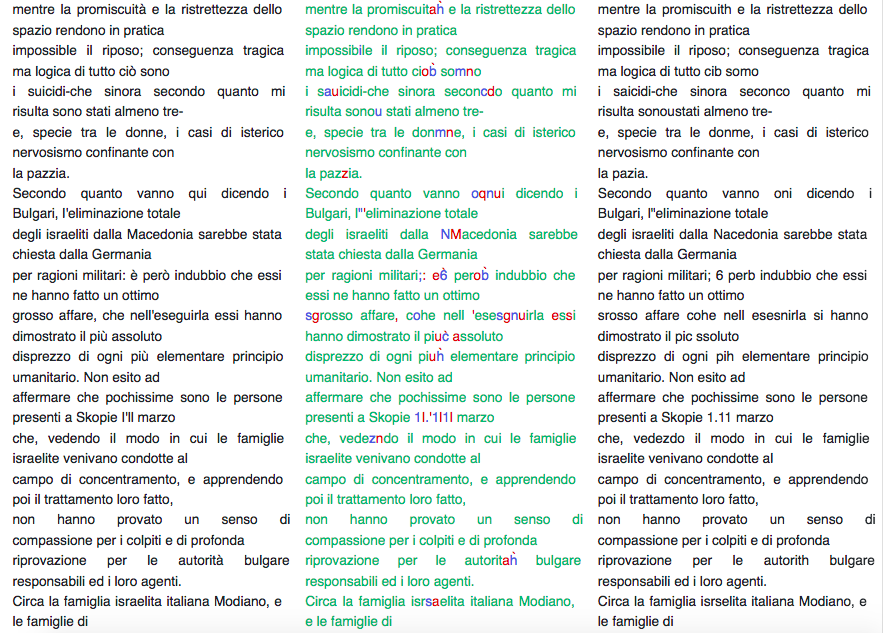 mentre la promiscuità e la ristrettezza dello
spazio rendono in pratica
impossibile il riposo; conseguenza tragica
ma logica di tutto ciò sono
i suicidi-che sinora secondo quanto mi
risulta sono stati almeno tre-
e, specie tra le donne, i casi di isterico
nervosismo confinante con
la pazzia.
Secondo quanto vanno qui dicendo i
Bulgari, l'eliminazione totale
degli israeliti dalla Macedonia sarebbe stata
chiesta dalla Germania
per ragioni militari: è però indubbio che essi
ne hanno fatto un ottimo
grosso affare, che nell'eseguirla essi hanno
dimostrato il più assoluto
disprezzo di ogni più elementare principio
umanitario. Non esito ad
affermare che pochissime sono le persone
presenti a Skopie l'Il marzo
che, vedendo il modo in cui le famiglie
israelite venivano condotte al
campo di concentramento, e apprendendo
poi il trattamento loro fatto,
non hanno provato un senso di
compassione per i colpiti e di profonda
riprovazione per le autorità bulgare
responsabili ed i loro agenti.
Circa la famiglia israelita italiana Modiano, e
le famiglie di
mentre la promiscuitah̀ e la ristrettezza dello
spazio rendono in pratica
impossibile il riposo; conseguenza tragica
ma logica di tutto ciob̀ somno
i sauicidi-che sinora seconcdo quanto mi
risulta sonou stati almeno tre-
e, specie tra le donmne, i casi di isterico
nervosismo confinante con
la pazzia.
Secondo quanto vanno oqnui dicendo i
Bulgari, l"'eliminazione totale
degli israeliti dalla NMacedonia sarebbe
stata chiesta dalla Germania
per ragioni militari;: e6̀ perob̀ indubbio che
essi ne hanno fatto un ottimo
sgrosso affare, cohe nell 'esesgnuirla essi
hanno dimostrato il piuc̀ assoluto
disprezzo di ogni piuh̀ elementare principio
umanitario. Non esito ad
affermare che pochissime sono le persone
presenti a Skopie 1l.'1I1l marzo
che, vedezndo il modo in cui le famiglie
israelite venivano condotte al
campo di concentramento, e apprendendo
poi il trattamento loro fatto,
non hanno provato un senso di
compassione per i colpiti e di profonda
riprovazione per le autoritah̀ bulgare
responsabili ed i loro agenti.
Circa la famiglia isrsaelita italiana Modiano,
e le famiglie di
mentre la promiscuith e la ristrettezza dello
spazio rendono in pratica
impossibile il riposo; conseguenza tragica
ma logica di tutto cib somo
i saicidi-che sinora seconco quanto mi
risulta sonoustati almeno tre-
e, specie tra le donme, i casi di isterico
nervosismo confinante con
la pazia.
Secondo quanto vanno oni dicendo i
Bulgari, l"eliminazione totale
degli israeliti dalla Nacedonia sarebbe stata
chiesta dalla Germania
per ragioni militari; 6 perb indubbio che essi
ne hanno fatto un ottimo
srosso affare cohe nell esesnirla si hanno
dimostrato il pic ssoluto
disprezzo di ogni pih elementare principio
umanitario. Non esito ad
affermare che pochissime sono le persone
presenti a Skopie 1.11 marzo
che, vedezdo il modo in cui le famiglie
israelite venivano condotte al
campo di concentramento, e apprendendo
poi il trattamento loro fatto,
non hanno provato un senso di
compassione per i colpiti e di profonda
riprovazione per le autorith bulgare
responsabili ed i loro agenti.
Circa la famiglia isrselita italiana Modiano, e
le famiglie di